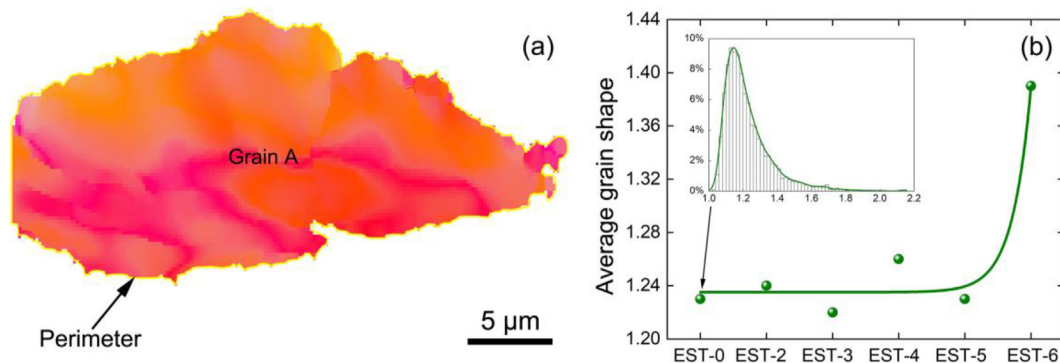 (a)
Grain A
Perimeter
5 μm
(b)
Average grain shape
1.44
1.40
1.36
1.32
1.28
1.24
1.20
10%
8%
6%
4%
2%
0%
1.0 1.2 1.4 1.6 1.8 2.0 2.2
EST-0 EST-2 EST-3 EST-4 EST-5 EST-6